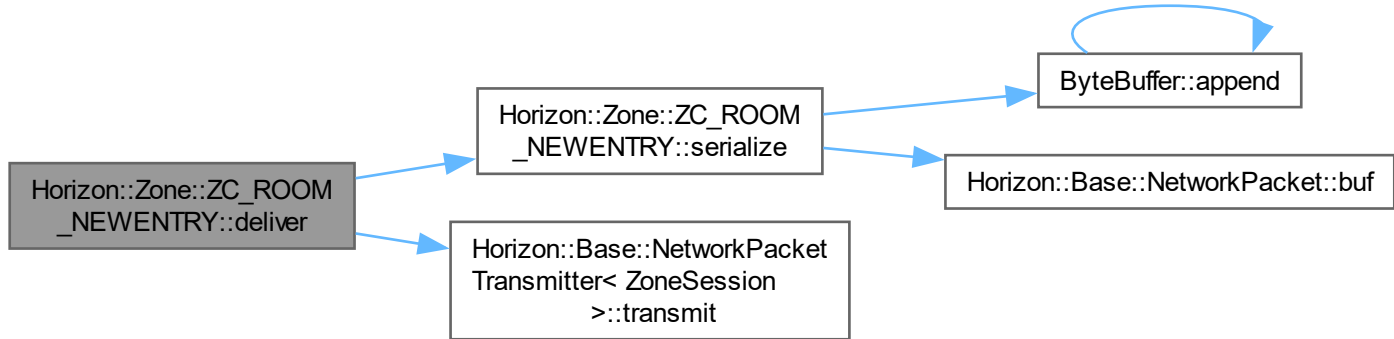 Horizon::Zone::ZC_ROOM
_NEWENTRY::deliver
Horizon::Zone::ZC_ROOM
_NEWENTRY::serialize
ByteBuffer::append
Horizon::Base::NetworkPacket::buf
Horizon::Base::NetworkPacket
Transmitter< ZoneSession
>::transmit